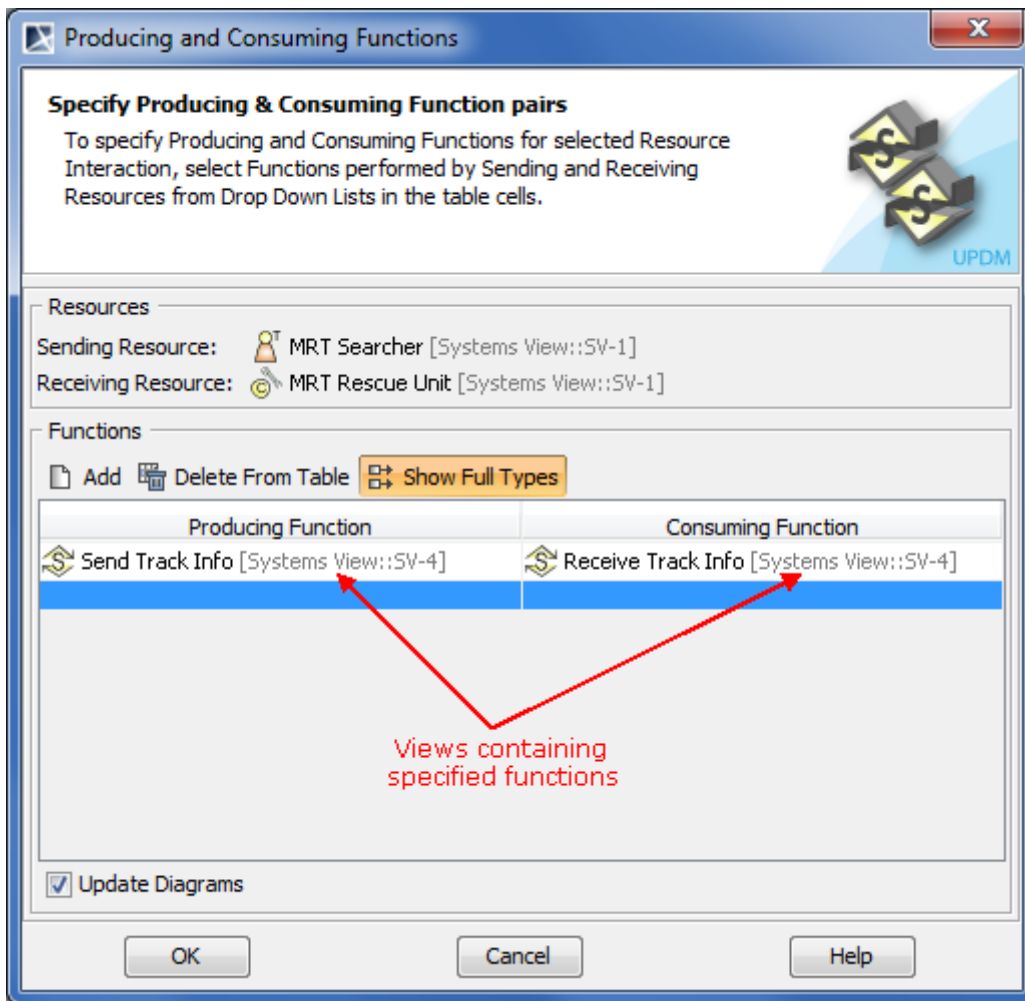 Producing and Consuming Functions
Specify Producing & Consuming Function pairs
To specify Producing and Consuming Functions for selected Resource
Interaction, select Functions performed by Sending and Receiving
Resources from Drop Down Lists in the table cells.
S
S
UPDM
Resources
Sending Resource: MRT Searcher [Systems View::SV-1]
Receiving Resource: MRT Rescue Unit [Systems View::SV-1]
Functions
Add Delete From Table Show Full Types
Producing Function Consuming Function
Send Track Info [Systems View::SV-4] Receive Track Info [Systems View::SV-4]
Views containing
specified functions
Update Diagrams
OK Cancel Help